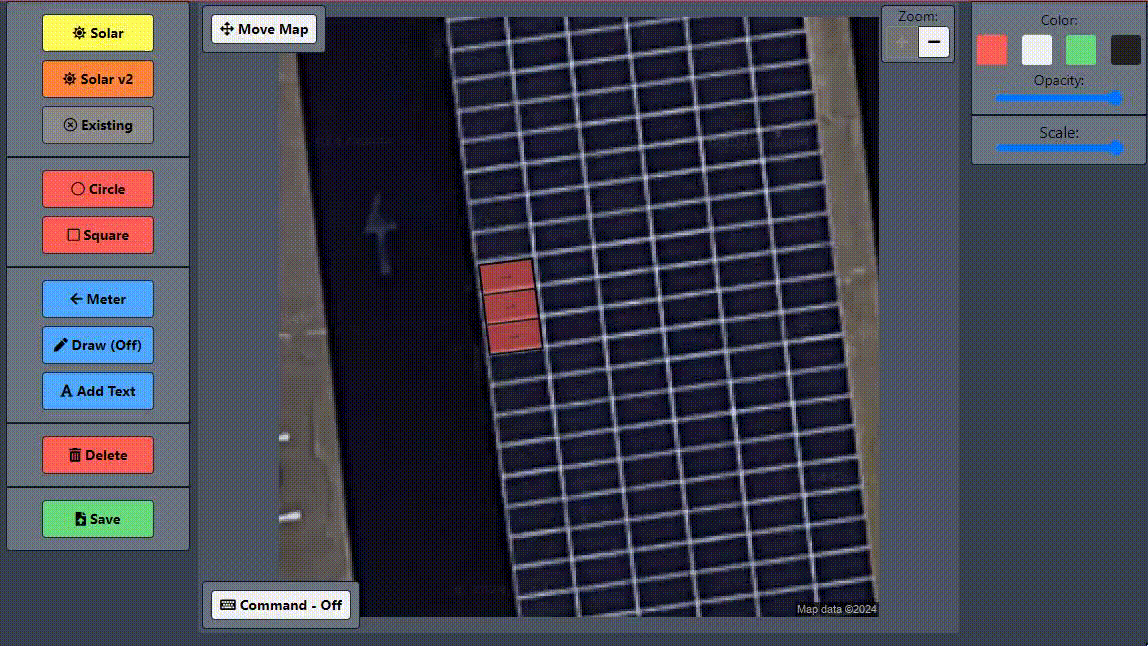 Solar
Solar v2
Existing
Circle
Square
Meter
Draw (Off)
Add Text
Delete
Save
Move Map
Command - Off
Zoom:
Map data ©2024
Color:
Opacity:
Scale: